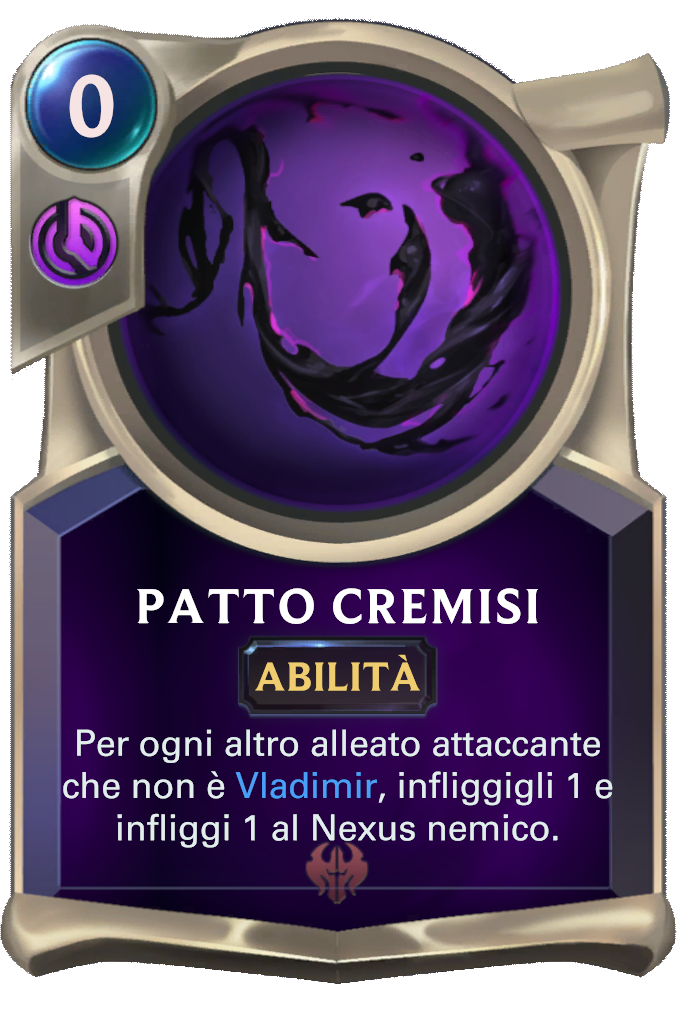 0
PATTO CREMISI
ABILITÀ
Per ogni altro alleato attaccante
che non è Vladimir, infliggigli 1 e
infliggi 1 al Nexus nemico.